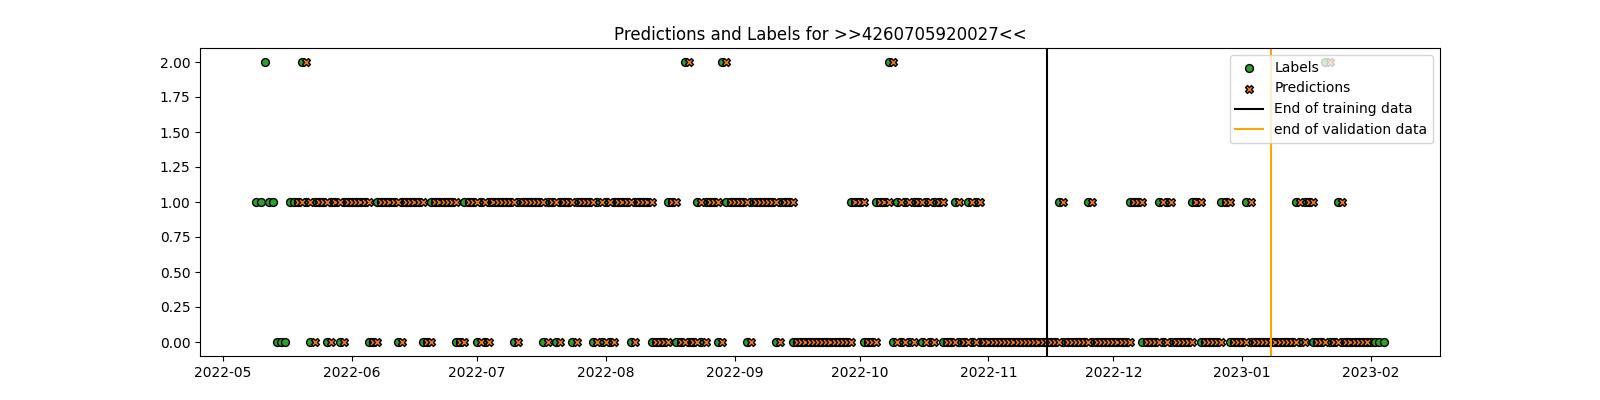 Predictions and Labels for >>4260705920027<<
2.00
1.75
1.50
1.25
1.00
0.75
0.50
0.25
0.00
Labels
Predictions
End of training data
end of validation data
2022-05 2022-06 2022-07 2022-08 2022-09 2022-10 2022-11 2022-12 2023-01 2023-02